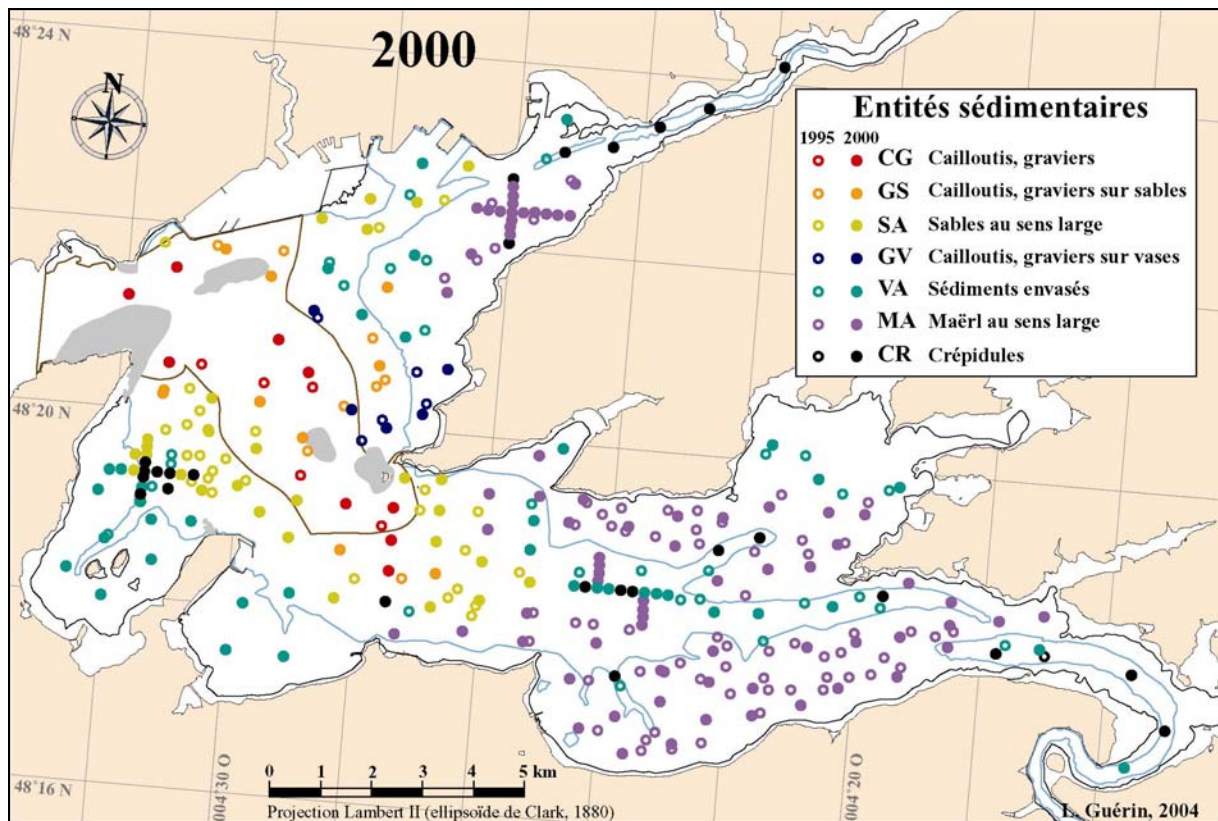 48°24 N
2000
N
Entités sédimentaires
1995 2000
CG Cailloutis, graviers
GS Cailloutis, graviers sur sables
SA Sables au sens large
GV Cailloutis, graviers sur vases
VA Sédiments envasés
MA Maërl au sens large
CR Crépidules
48°20 N
D
48°16 N
004°30 O
004°20 O
0 1 2 3 4 5 km
Projection Lambert II (ellipsoïde de Clark, 1880)
L. Guérin, 2004